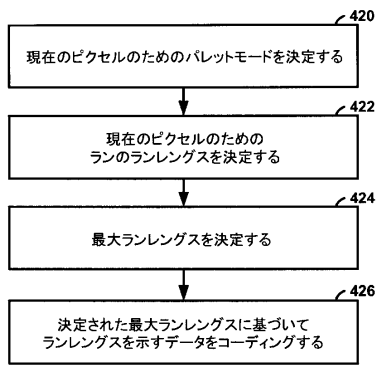 420
現在のピクセルのためのパレットモードを決定する
422
現在のピクセルのための
ランのランレングスを決定する
424
最大ランレングスを決定する
426
決定された最大ランレングスに基づいて
ランレングスを示すデータをコーディングする